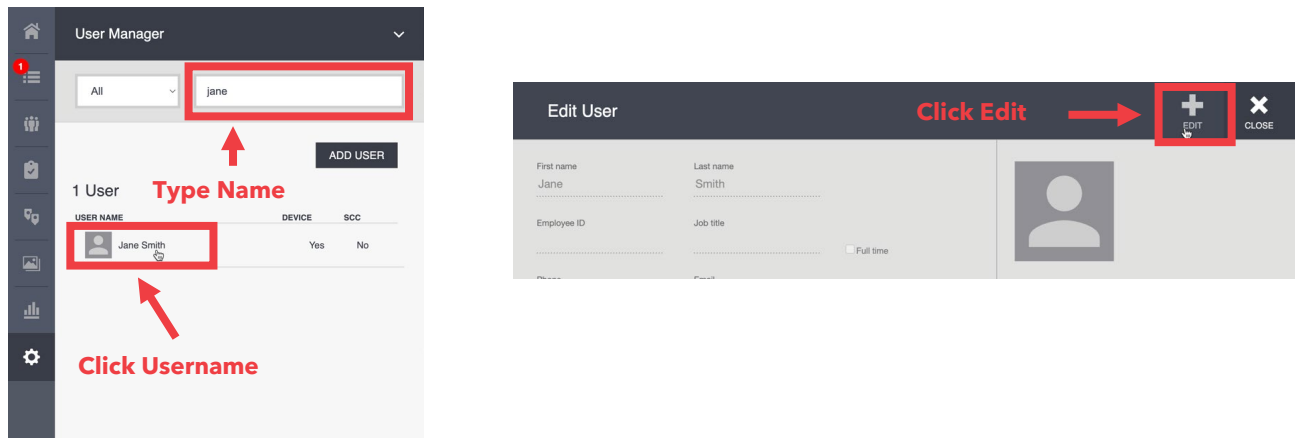 User Manager
1
All
jane
ADD USER
Type Name
1 User
USER NAME DEVICE SCC
Jane Smith Yes No
Click Username
Edit User
Click Edit
EDIT
CLOSE
First name Last name
Jane Smith
Employee ID Job title
Full time
Phone Email